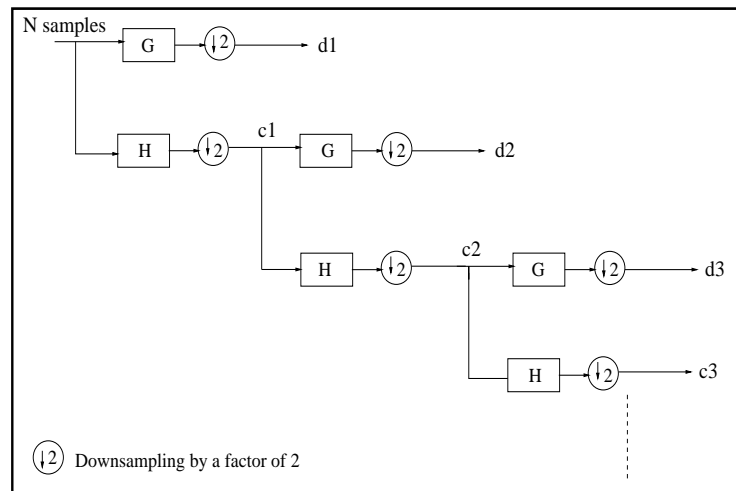 N samples
G ↓2 d1
H ↓2 c1 G ↓2 d2
H ↓2 c2 G ↓2 d3
H ↓2 c3
↓2 Downsampling by a factor of 2